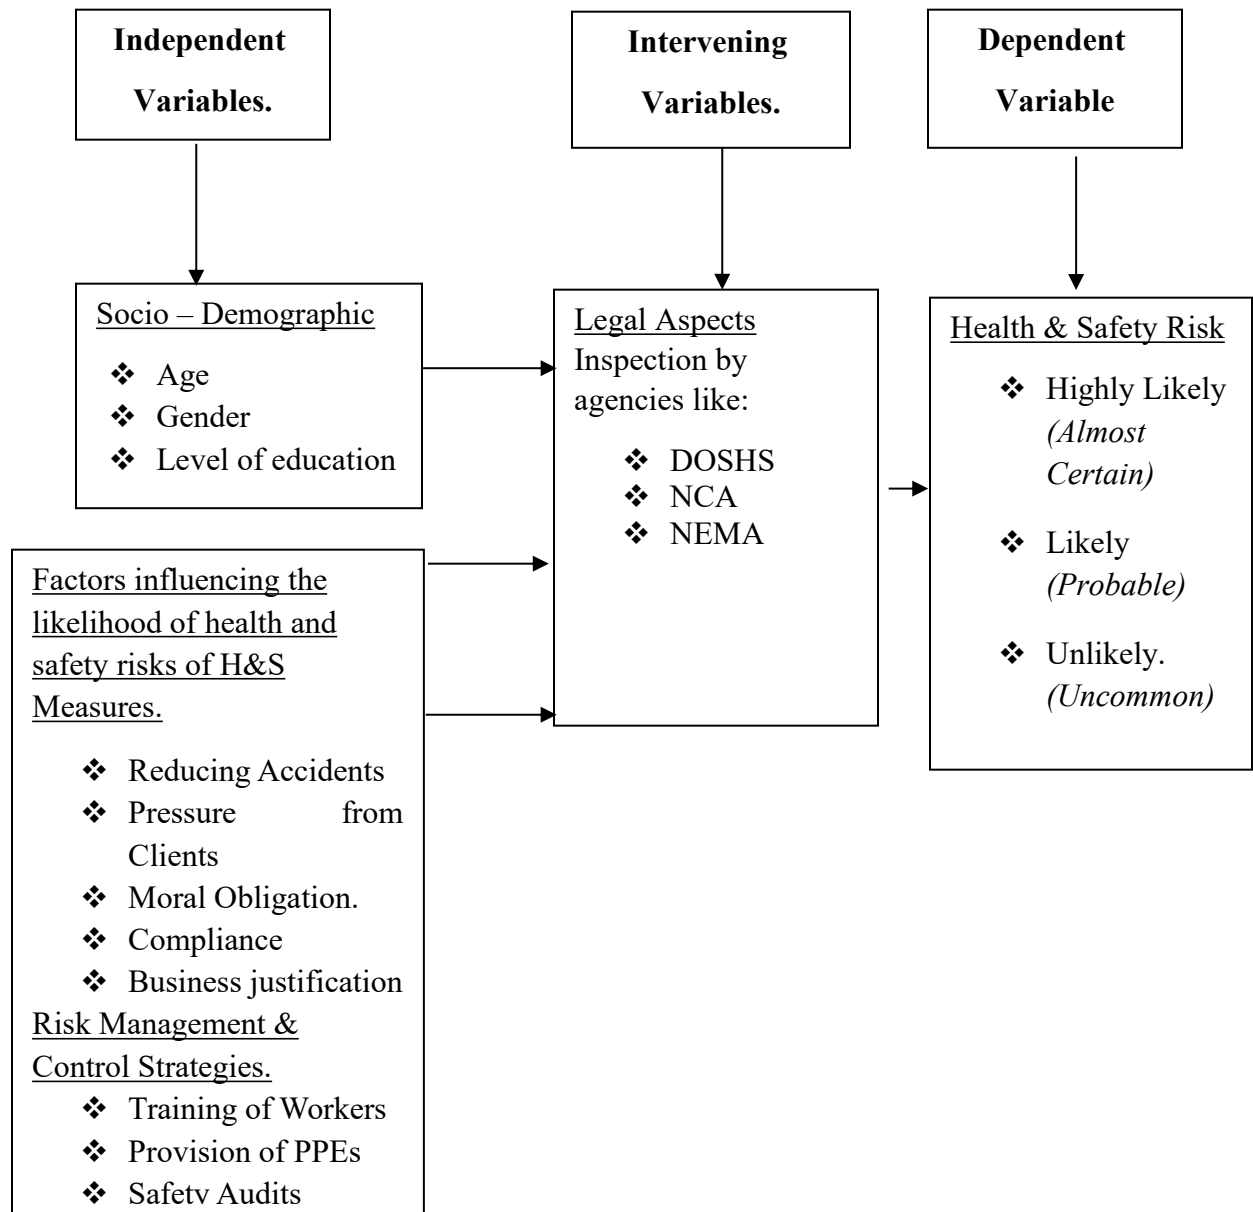 Independent
Variables.
Intervening
Variables.
Dependent
Variable
Socio – Demographic
❖ Age
❖ Gender
❖ Level of education
Factors influencing the
likelihood of health and
safety risks of H&S
Measures.
❖ Reducing Accidents
❖ Pressure from
Clients
❖ Moral Obligation.
❖ Compliance
❖ Business justification
Risk Management &
Control Strategies.
❖ Training of Workers
❖ Provision of PPEs
❖ Safety Audits
Legal Aspects
Inspection by
agencies like:
❖ DOSHS
❖ NCA
❖ NEMA
Health & Safety Risk
❖ Highly Likely
(Almost
Certain)
❖ Likely
(Probable)
❖ Unlikely.
(Uncommon)